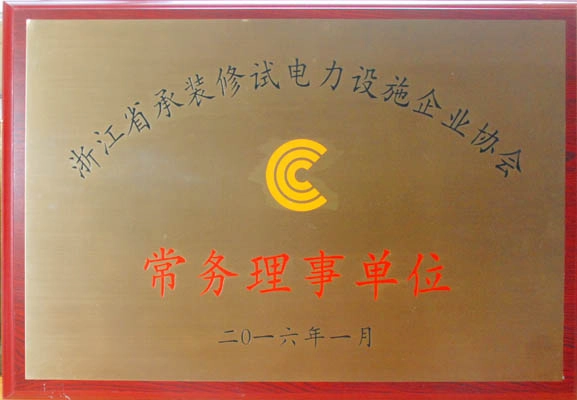 浙江省承装修试电力设施企业协会
常务理事单位
二0一六年一月